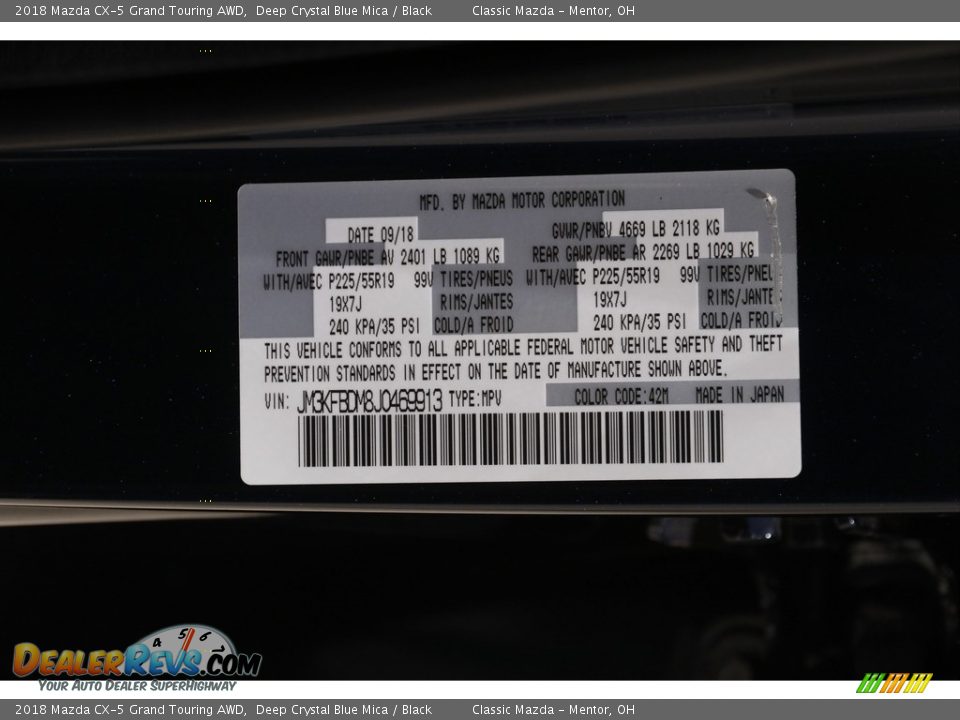 2018 Mazda CX-5 Grand Touring AWD, Deep Crystal Blue Mica / Black Classic Mazda - Mentor, OH
MFD. BY MAZDA MOTOR CORPORATION
DATE 09/18 GVWR/PNBV 4669 LB 2118 KG
FRONT GAWR/PNBE AV 2401 LB 1089 KG REAR GAWR/PNBE AR 2269 LB 1029 KG
WITH/AVEC P225/55R19 99V TIRES/PNEUS WITH/AVEC P225/55R19 99V TIRES/PNEU
19X7J RIMS/JANTES 19X7J RIMS/JANTE
240 KPA/35 PSI COLD/A FROID 240 KPA/35 PSI COLD/A FROID
THIS VEHICLE CONFORMS TO ALL APPLICABLE FEDERAL MOTOR VEHICLE SAFETY AND THEFT
PREVENTION STANDARDS IN EFFECT ON THE DATE OF MANUFACTURE SHOWN ABOVE.
VIN: JM3KFBDM8J0469913 TYPE:MPV COLOR CODE:42M MADE IN JAPAN
4 5 6
DEALERREVS.COM
YOUR AUTO DEALER SUPERHIGHWAY
2018 Mazda CX-5 Grand Touring AWD, Deep Crystal Blue Mica / Black Classic Mazda - Mentor, OH